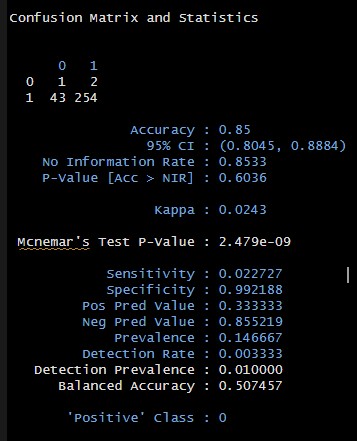 Confusion Matrix and Statistics
0 1
0 1 2
1 43 254
Accuracy : 0.85
95% CI : (0.8045, 0.8884)
No Information Rate : 0.8533
P-Value [Acc > NIR] : 0.6036
Kappa : 0.0243
Mcnemar's Test P-Value : 2.479e-09
Sensitivity : 0.022727
Specificity : 0.992188
Pos Pred Value : 0.333333
Neg Pred Value : 0.855219
Prevalence : 0.146667
Detection Rate : 0.003333
Detection Prevalence : 0.010000
Balanced Accuracy : 0.507457
'Positive' Class : 0